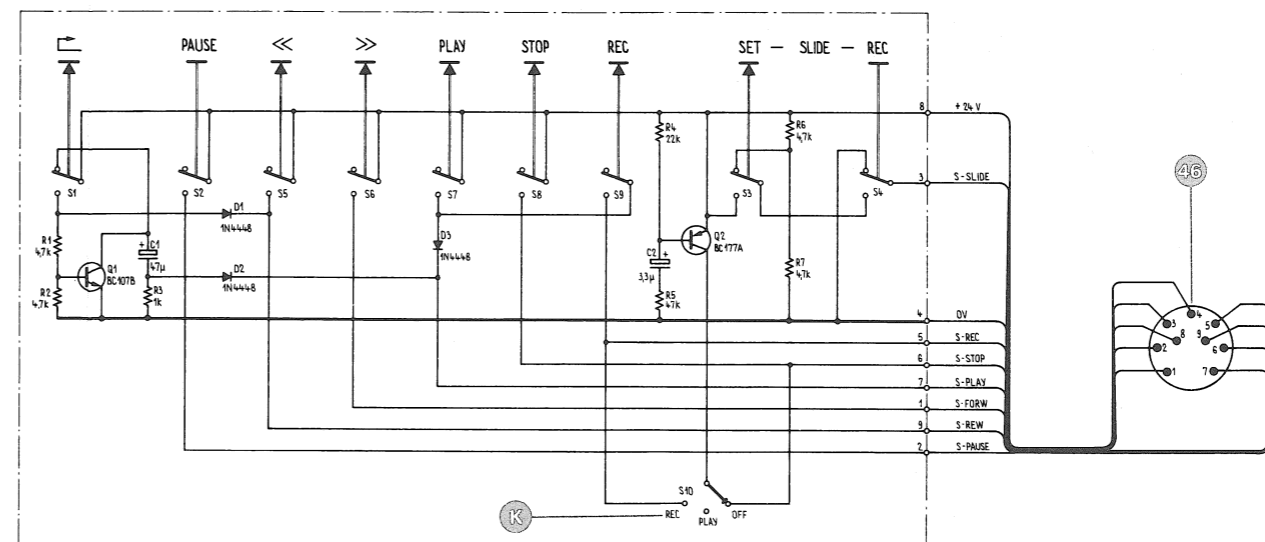 PAUSE << >> PLAY STOP REC SET — SLIDE — REC
8 +24V
R4 22k
R6 4,7k
3 S-SLIDE
46
S1 S2 S5 S6 S7 S8 S9 S3 S4
D1 1N4448
R1 4,7k
Q1 BC107B
+ C1 47µ
D3 1N4448
Q2 BC177A
C2 + 3,3µ
R7 4,7k
D2 1N4448
R2 4,7k
R3 1k
R5 47k
4 0V
5 S-REC
6 S-STOP
7 S-PLAY
1 S-FORW
9 S-REW
2 S-PAUSE
4
3 5
8 9
2 6
1 7
S10
K REC PLAY OFF